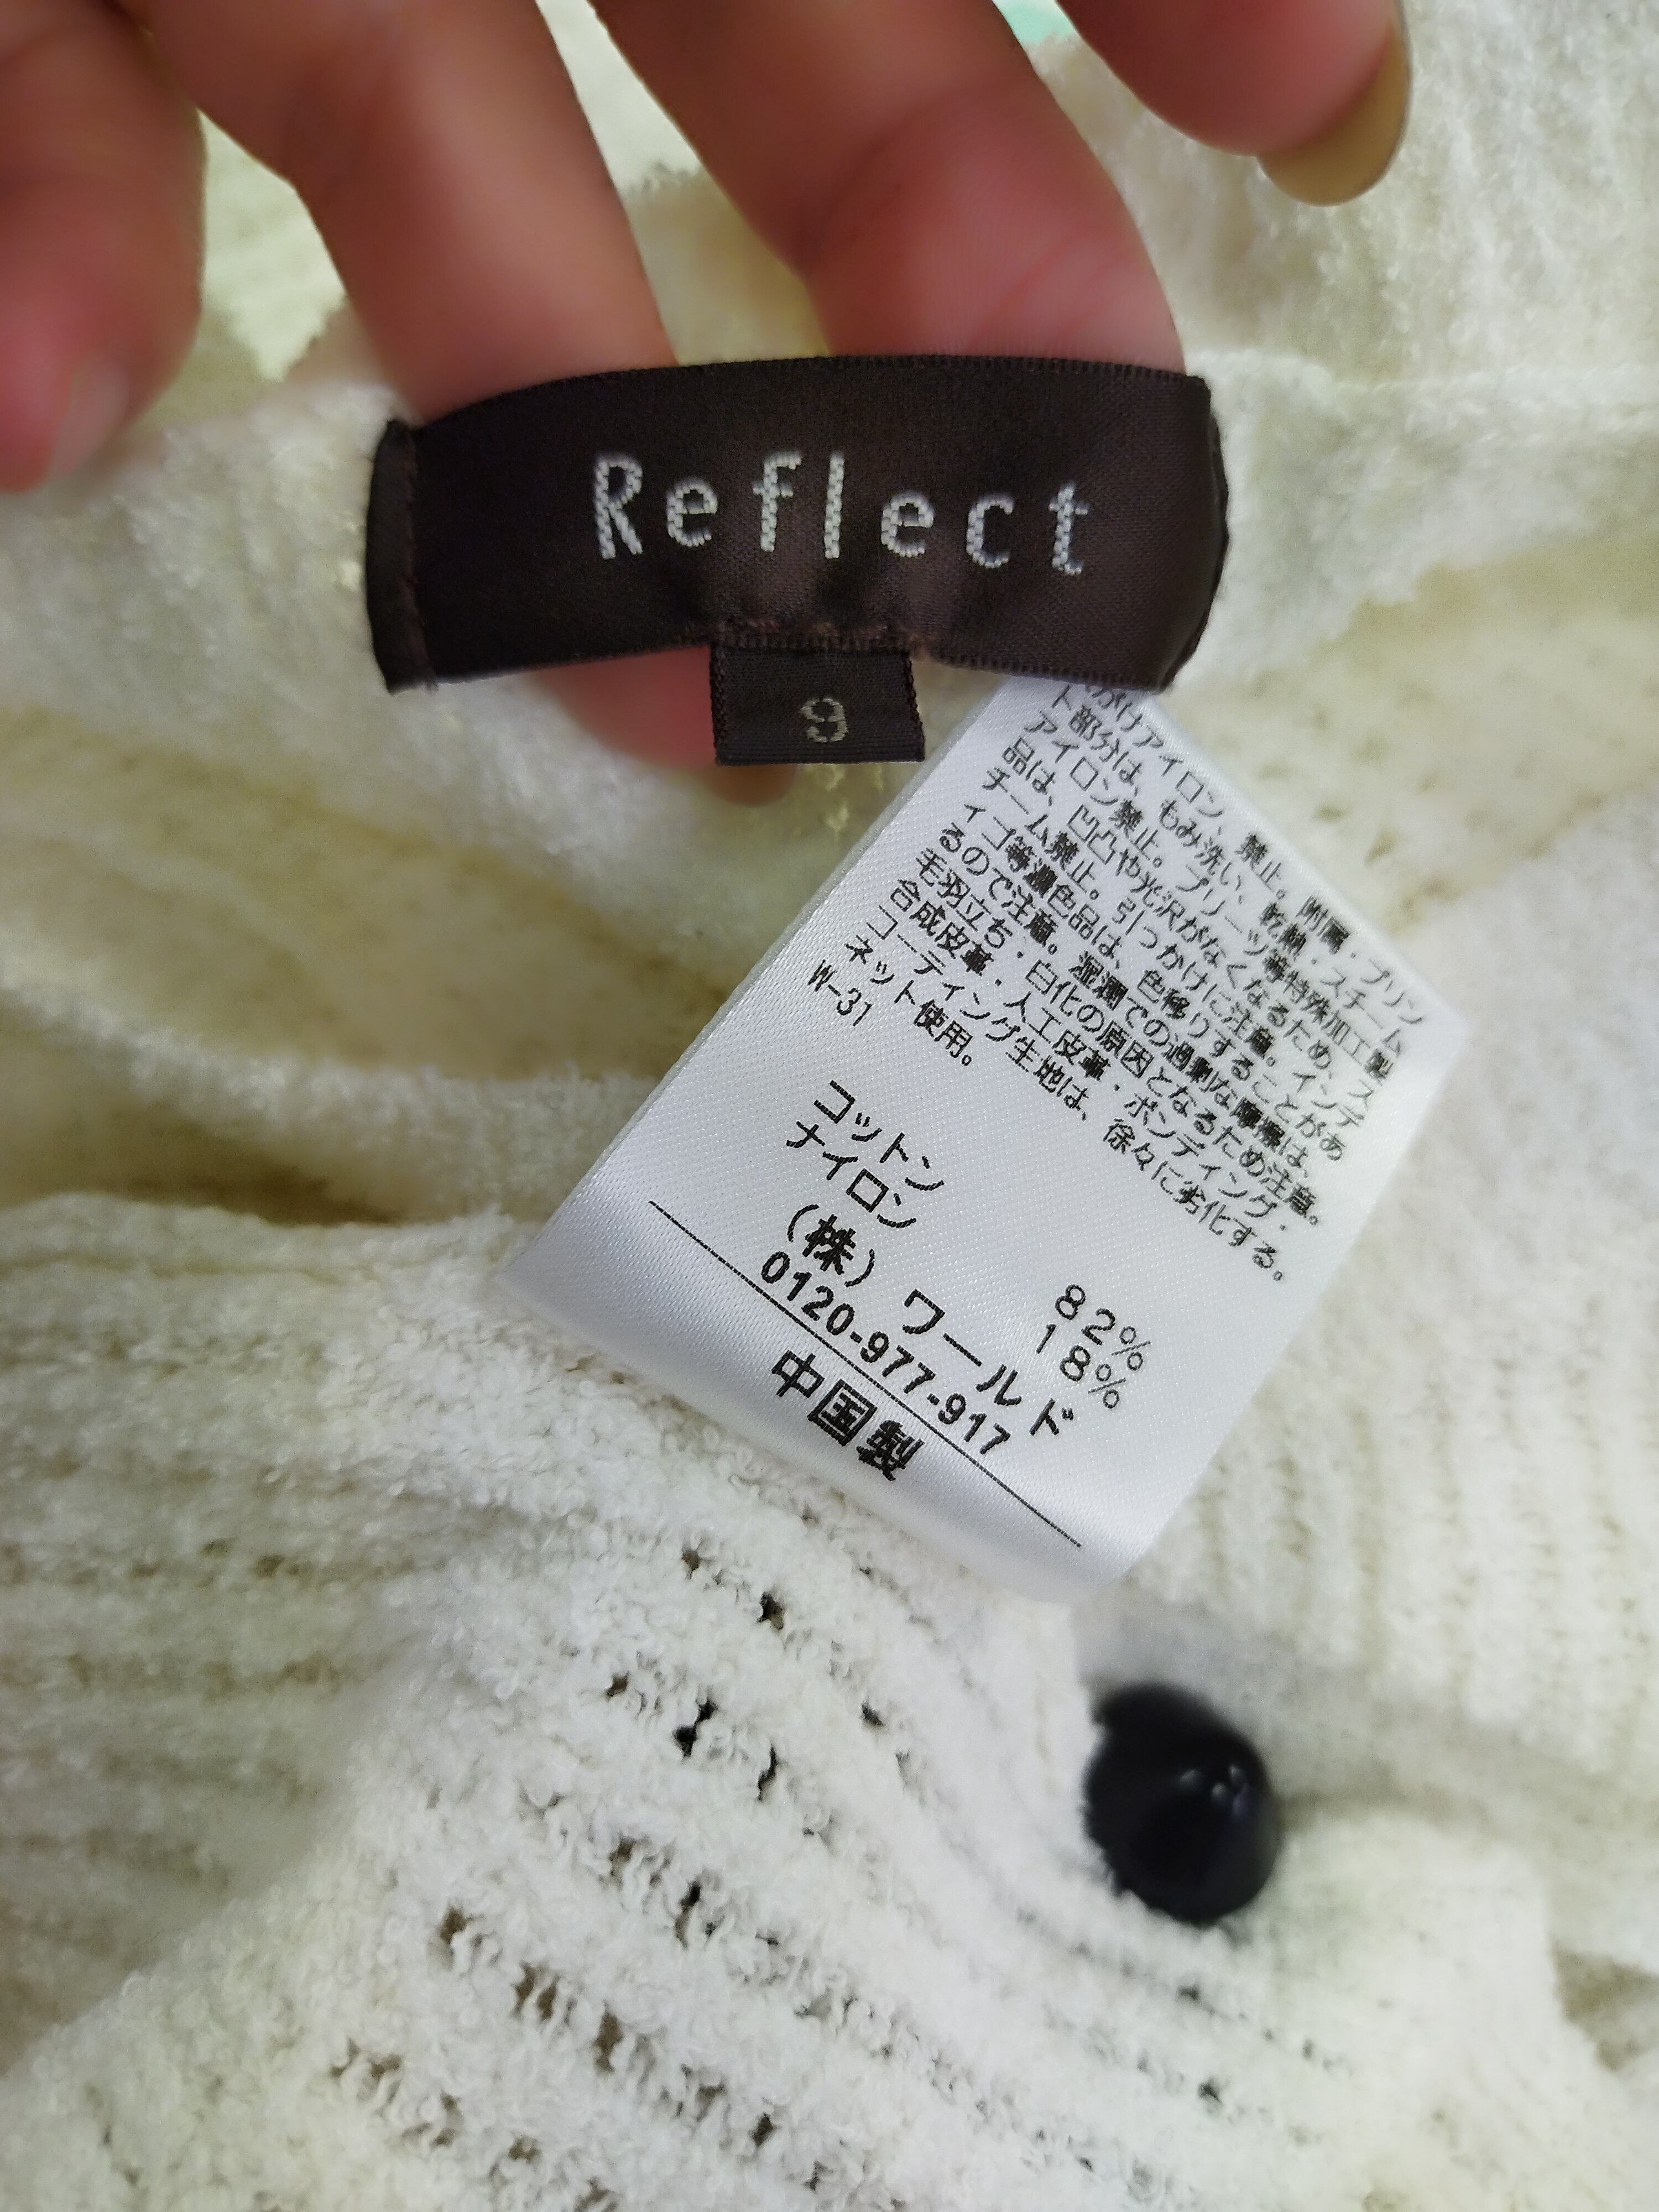 Reflect
9
がけアイロン、禁止。附属・プリン
ト部分は、もみ洗い、乾熱・スチーム
アイロン禁止。プリーツ等特殊加工製
品は、凹凸や光沢がなくなるため、ス
チーム禁止。引っかけに注意。インデ
ィゴ等濃色品は、色移りすることがあ
るので注意。湿潤での過剰な摩擦は、
毛羽立ち・白化の原因となるため注意。
合成皮革・人工皮革・ボンディング・
コーティング生地は、徐々に劣化する。
ネット使用。
W-31
コットン 82%
ナイロン 18%
(株) ワールド
0120-977-917
中国製